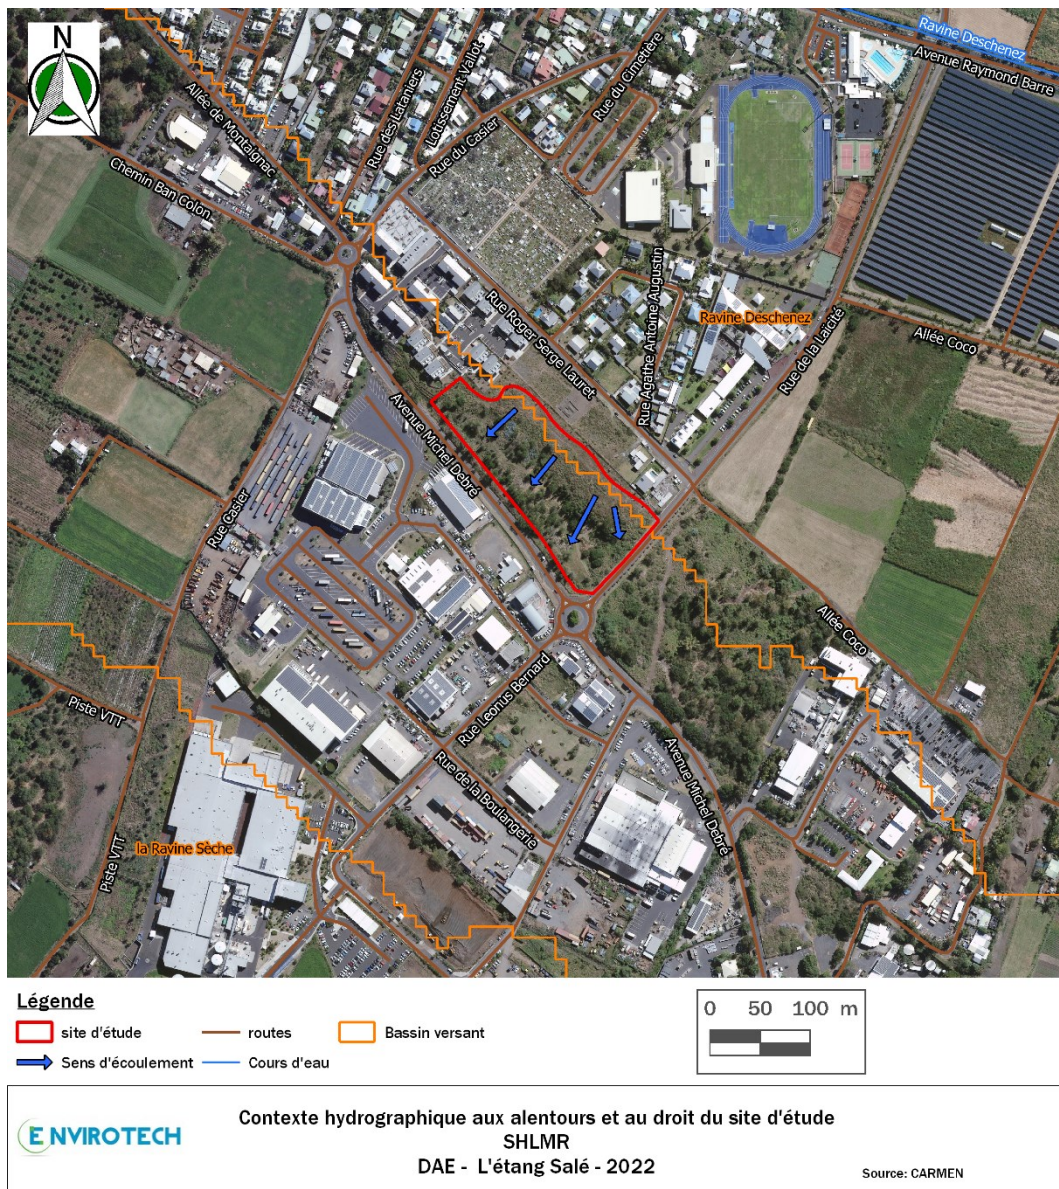 N
Ravine Deschenez
Avenue Raymond Barre
Allée de Montaignac
Rue des Lataniers
Lotissement Vallot
Rue du Casier
Rue du Cimetière
Chemin Ban Colon
Rue Roger Serge Lauret
Rue Agathe Antoine Augustin
Ravine Deschenez
Rue de la Laïcité
Allée Coco
Avenue Michel Debré
Rue Casier
Allée Coco
Piste VTT
Rue Leonus Bernard
Rue de la Boulangerie
Avenue Michel Debré
la Ravine Sèche
Piste VTT
Légende
site d'étude
routes
Bassin versant
Sens d'écoulement
Cours d'eau
0 50 100 m
ENVIROTECH
Contexte hydrographique aux alentours et au droit du site d'étude
SHLMR
DAE - L'étang Salé - 2022
Source: CARMEN